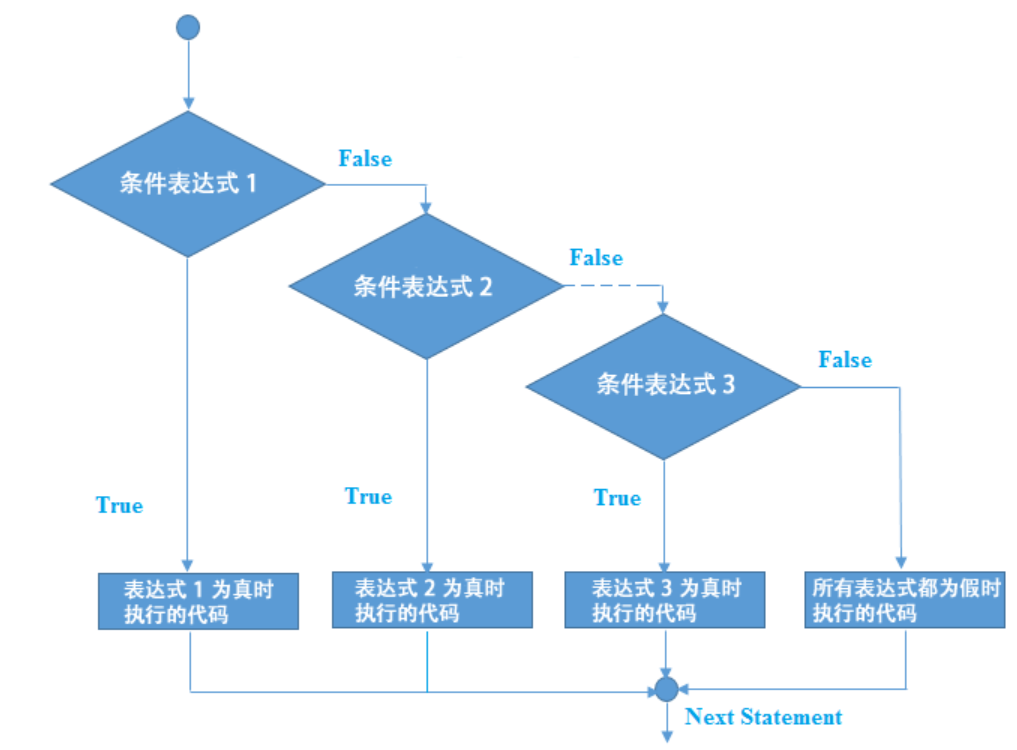 条件表达式 1
False
条件表达式 2
False
条件表达式 3
False
True
True
True
表达式 1 为真时
执行的代码
表达式 2 为真时
执行的代码
表达式 3 为真时
执行的代码
所有表达式都为假时
执行的代码
Next Statement